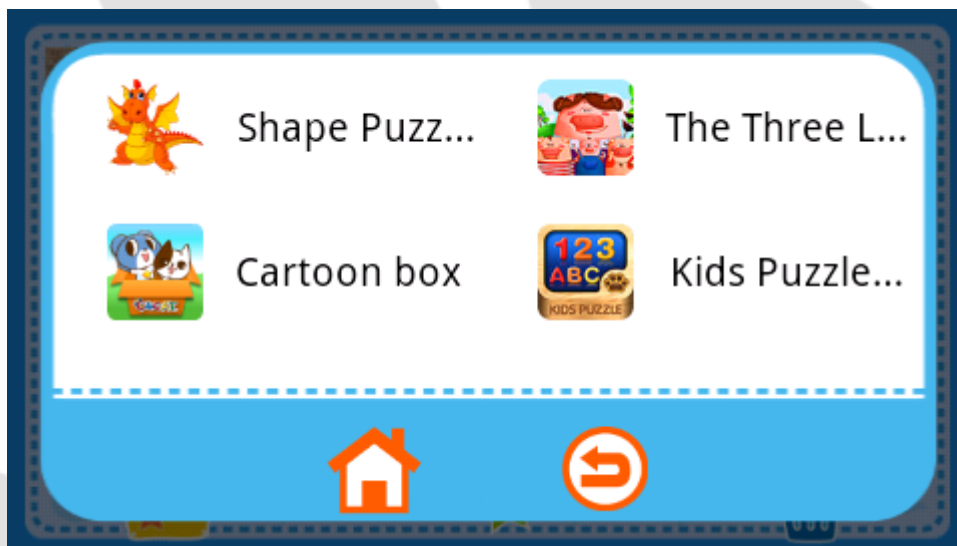 Shape Puzz...
The Three L...
Cartoon box
Kids Puzzle...
123
ABC
KIDS PUZZLE